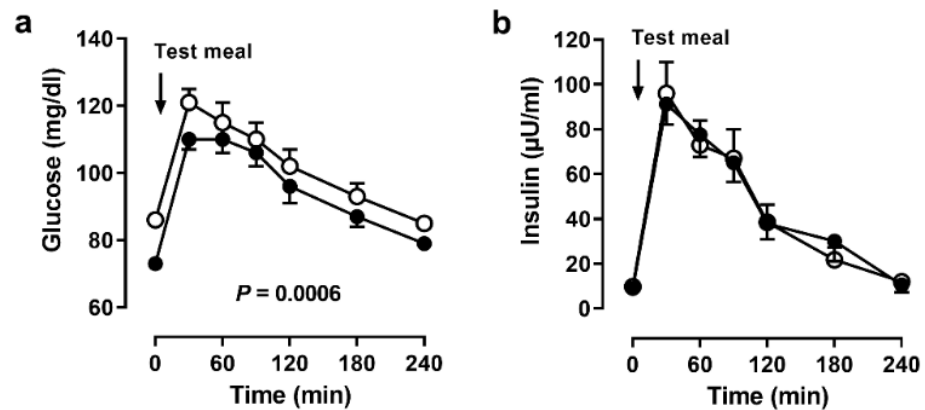 a
Test meal
Glucose (mg/dl)
140
120
100
80
60
P = 0.0006
0 60 120 180 240
Time (min)
b
Test meal
Insulin (µU/ml)
120
100
80
60
40
20
0
0 60 120 180 240
Time (min)